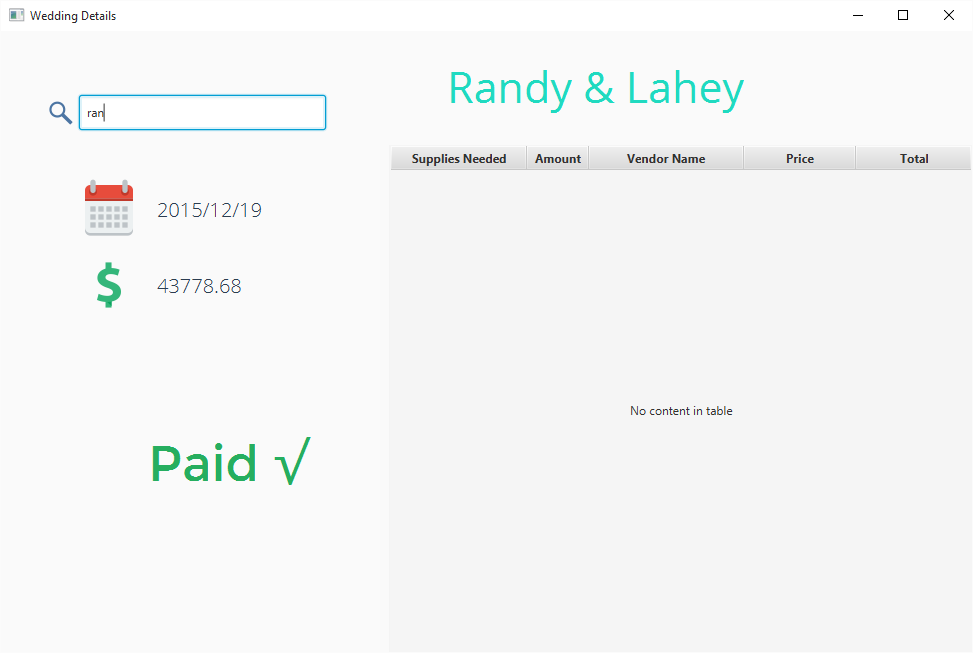 Wedding Details
Randy & Lahey
ran
Supplies Needed Amount Vendor Name Price Total
2015/12/19
43778.68
No content in table
Paid √